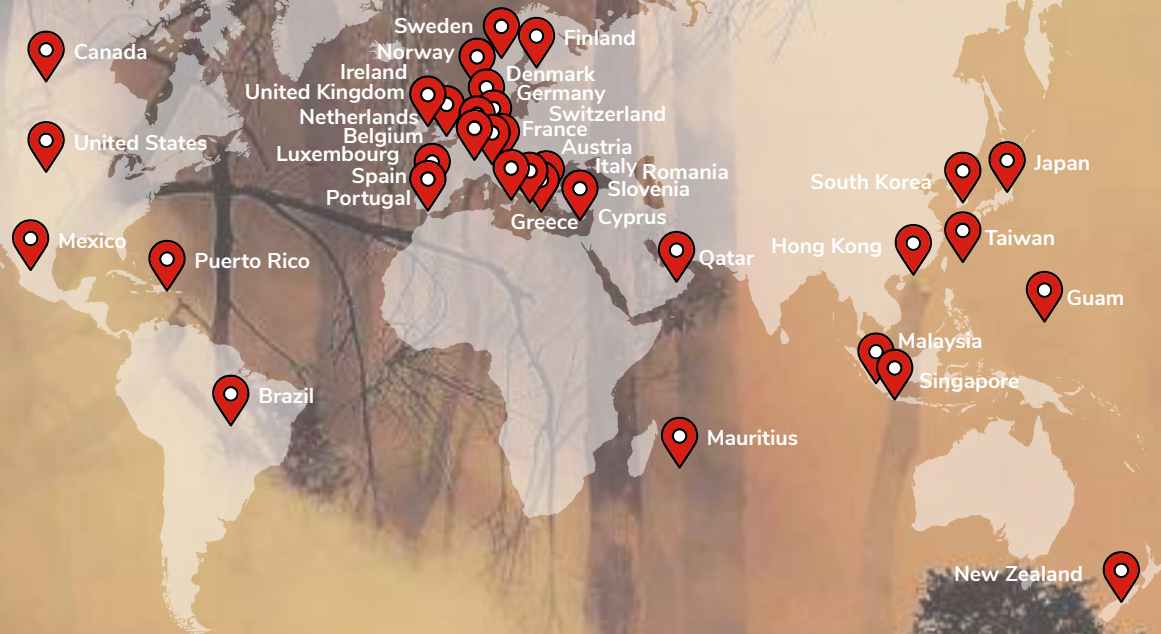 Sweden
Finland
Canada
Norway
Ireland
Denmark
United Kingdom
Germany
Netherlands
Switzerland
Belgium
France
United States
Luxembourg
Austria
Spain
Italy
Romania
Portugal
Slovenia
Greece
Cyprus
Japan
South Korea
Mexico
Puerto Rico
Qatar
Hong Kong
Taiwan
Guam
Malaysia
Singapore
Brazil
Mauritius
New Zealand